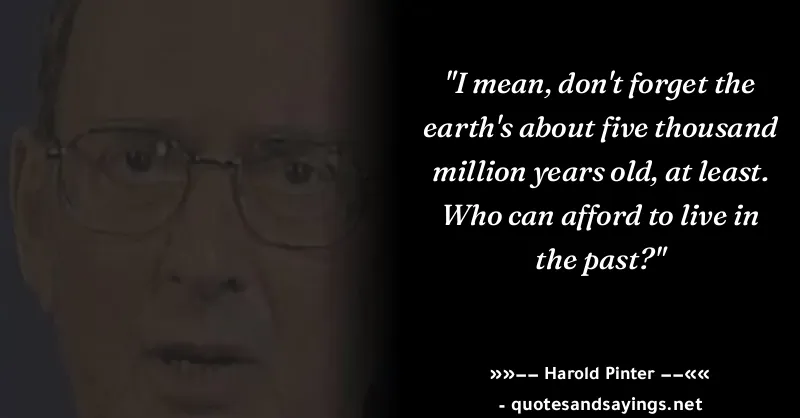 "I mean, don't forget the
earth's about five thousand
million years old, at least.
Who can afford to live in
the past?"
»»−− Harold Pinter −−««
- quotesandsayings.net